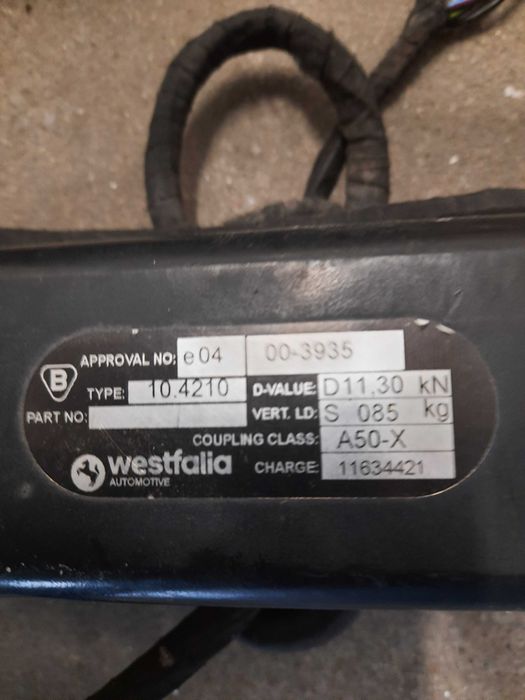 APPROVAL NO: e 04 00-3935
B
TYPE: 10.4210 D-VALUE: D11,30 kN
PART NO: VERT. LD: S 085 kg
COUPLING CLASS: A50-X
westfalia CHARGE: 11634421
AUTOMOTIVE